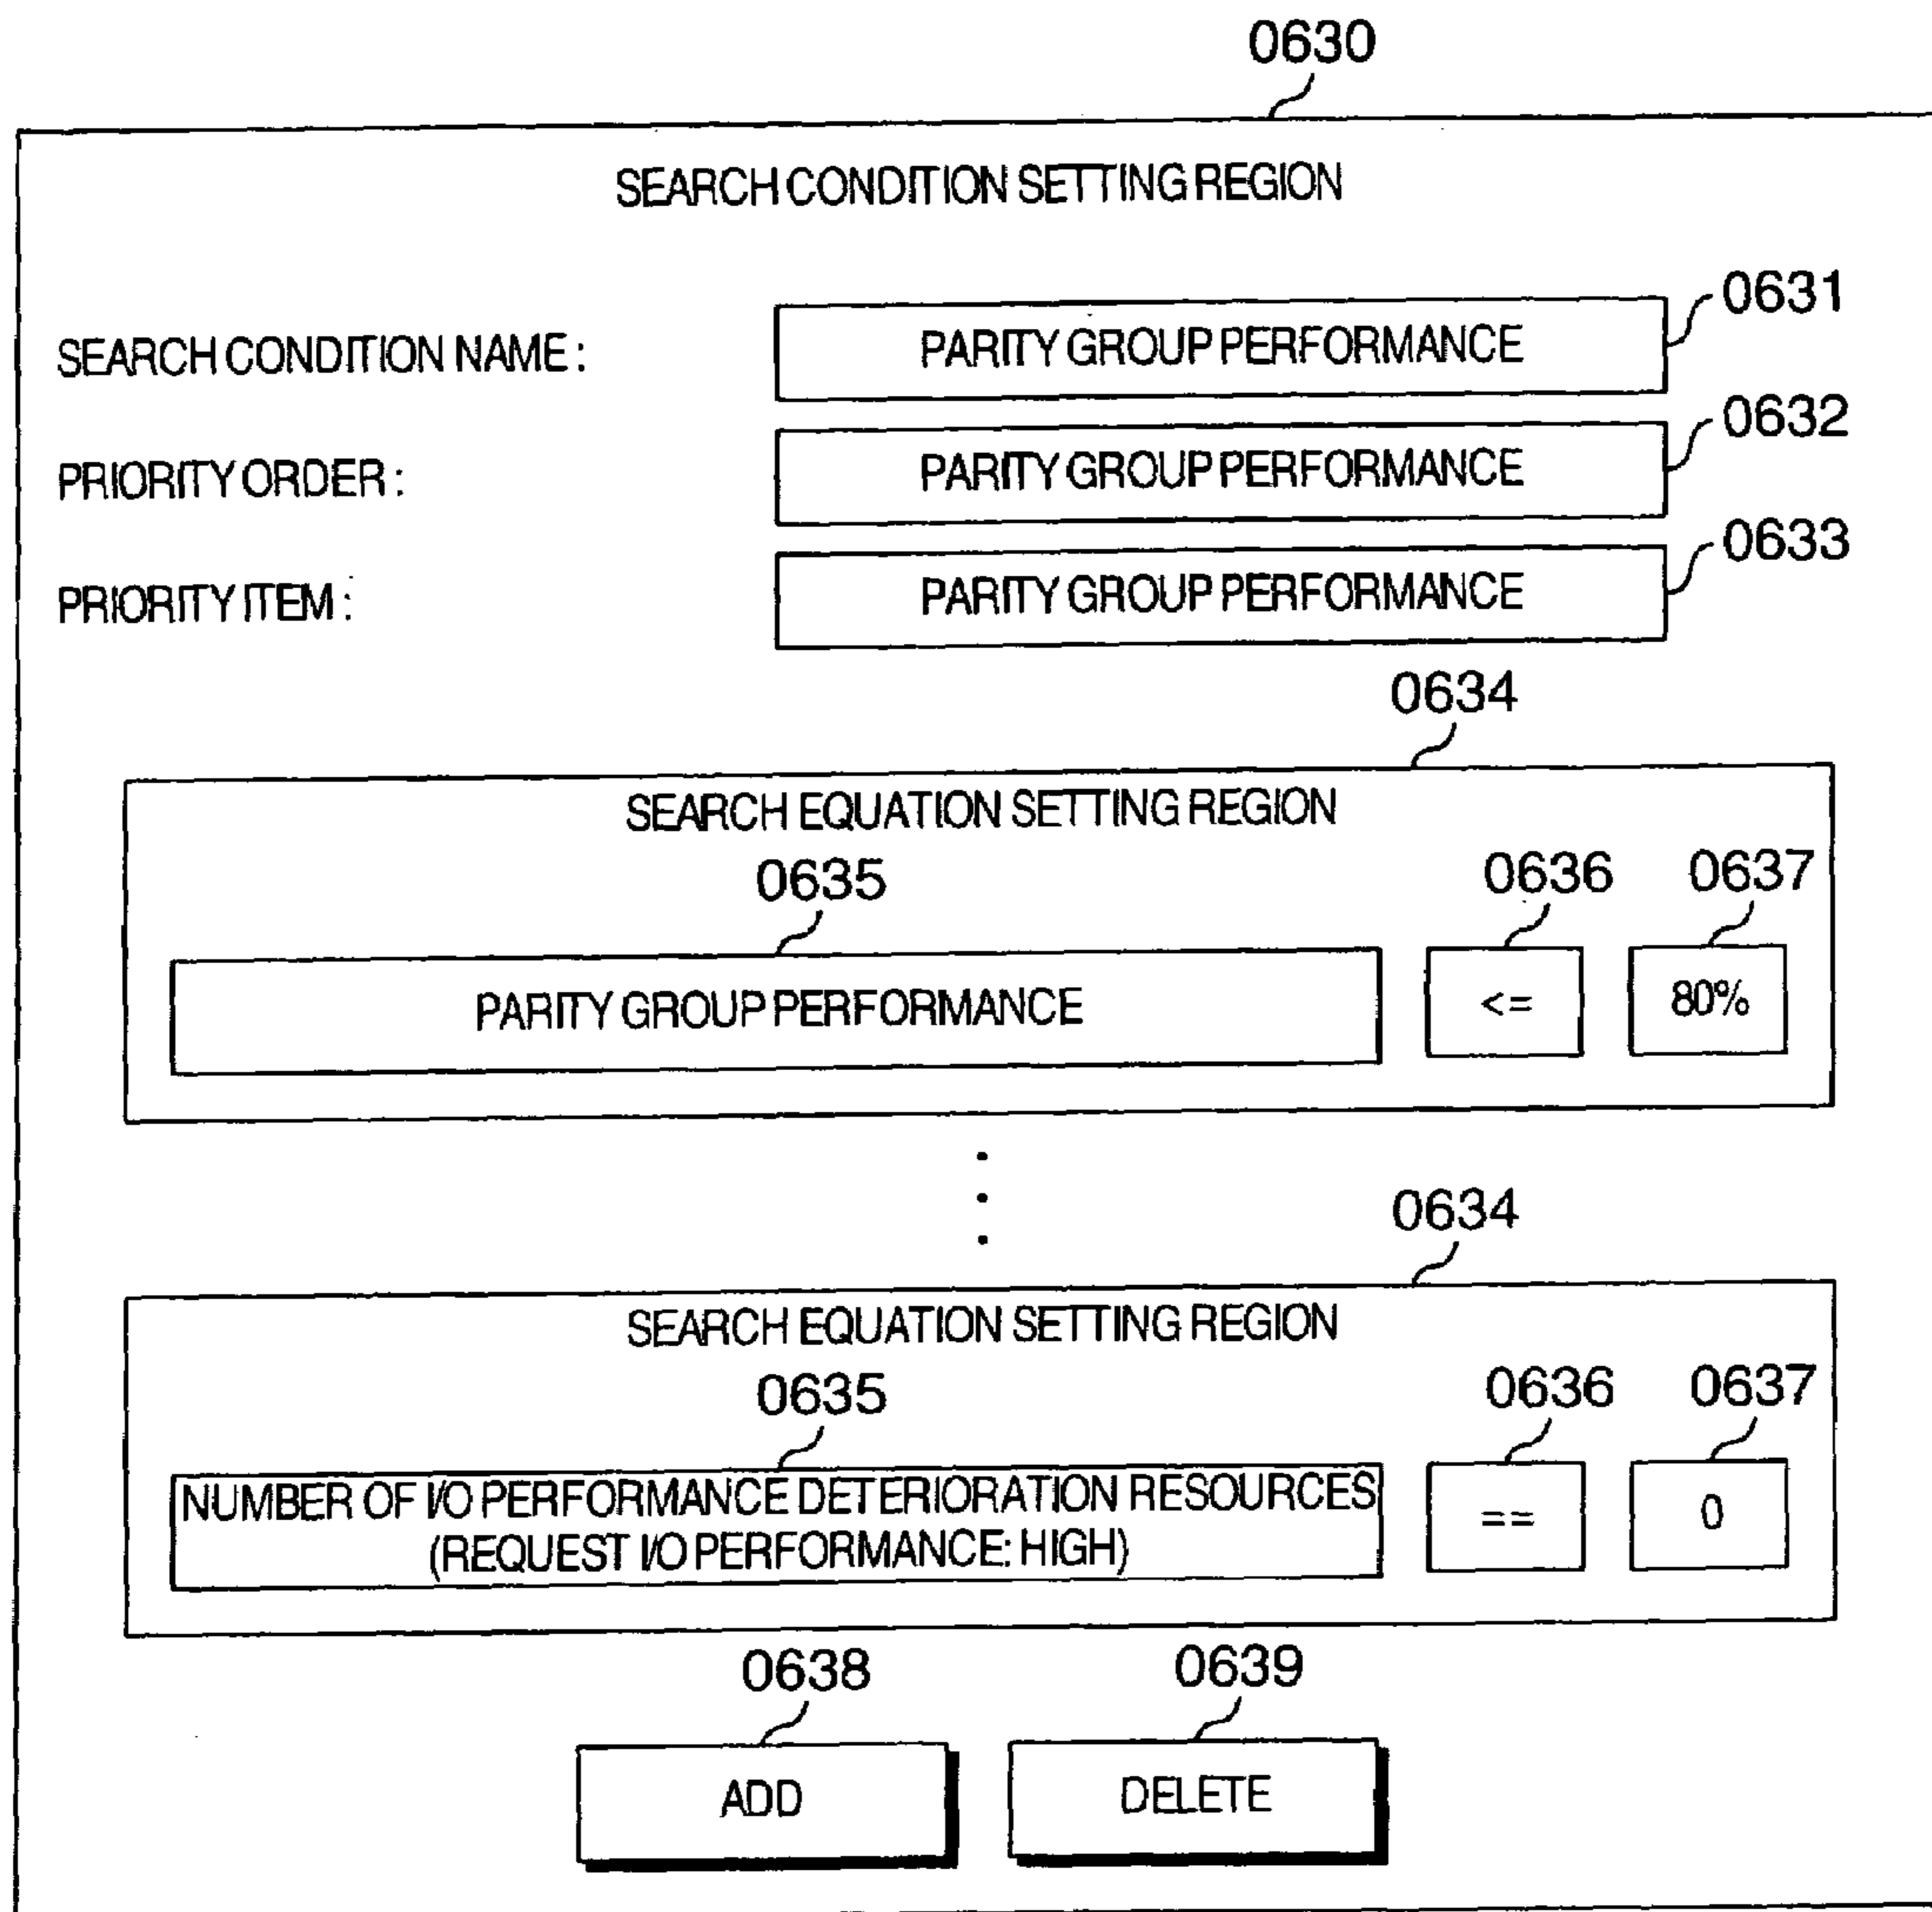 0630
SEARCH CONDITION SETTING REGION
0631
SEARCH CONDITION NAME : PARITY GROUP PERFORMANCE
0632
PRIORITY ORDER : PARITY GROUP PERFORMANCE
0633
PRIORITY ITEM : PARITY GROUP PERFORMANCE
0634
SEARCH EQUATION SETTING REGION
0635 0636 0637
PARITY GROUP PERFORMANCE <= 80%
0634
SEARCH EQUATION SETTING REGION
0635 0636 0637
NUMBER OF I/O PERFORMANCE DETERIORATION RESOURCES
(REQUEST I/O PERFORMANCE: HIGH) == 0
0638 0639
ADD DELETE